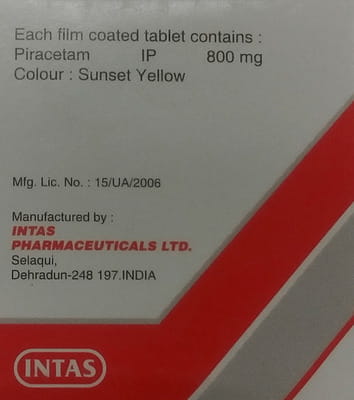 Each film coated tablet contains :
Piracetam IP 800 mg
Colour : Sunset Yellow
Mfg. Lic. No. : 15/UA/2006
Manufactured by :
INTAS
PHARMACEUTICALS LTD.
Selaqui,
Dehradun-248 197.INDIA
INTAS